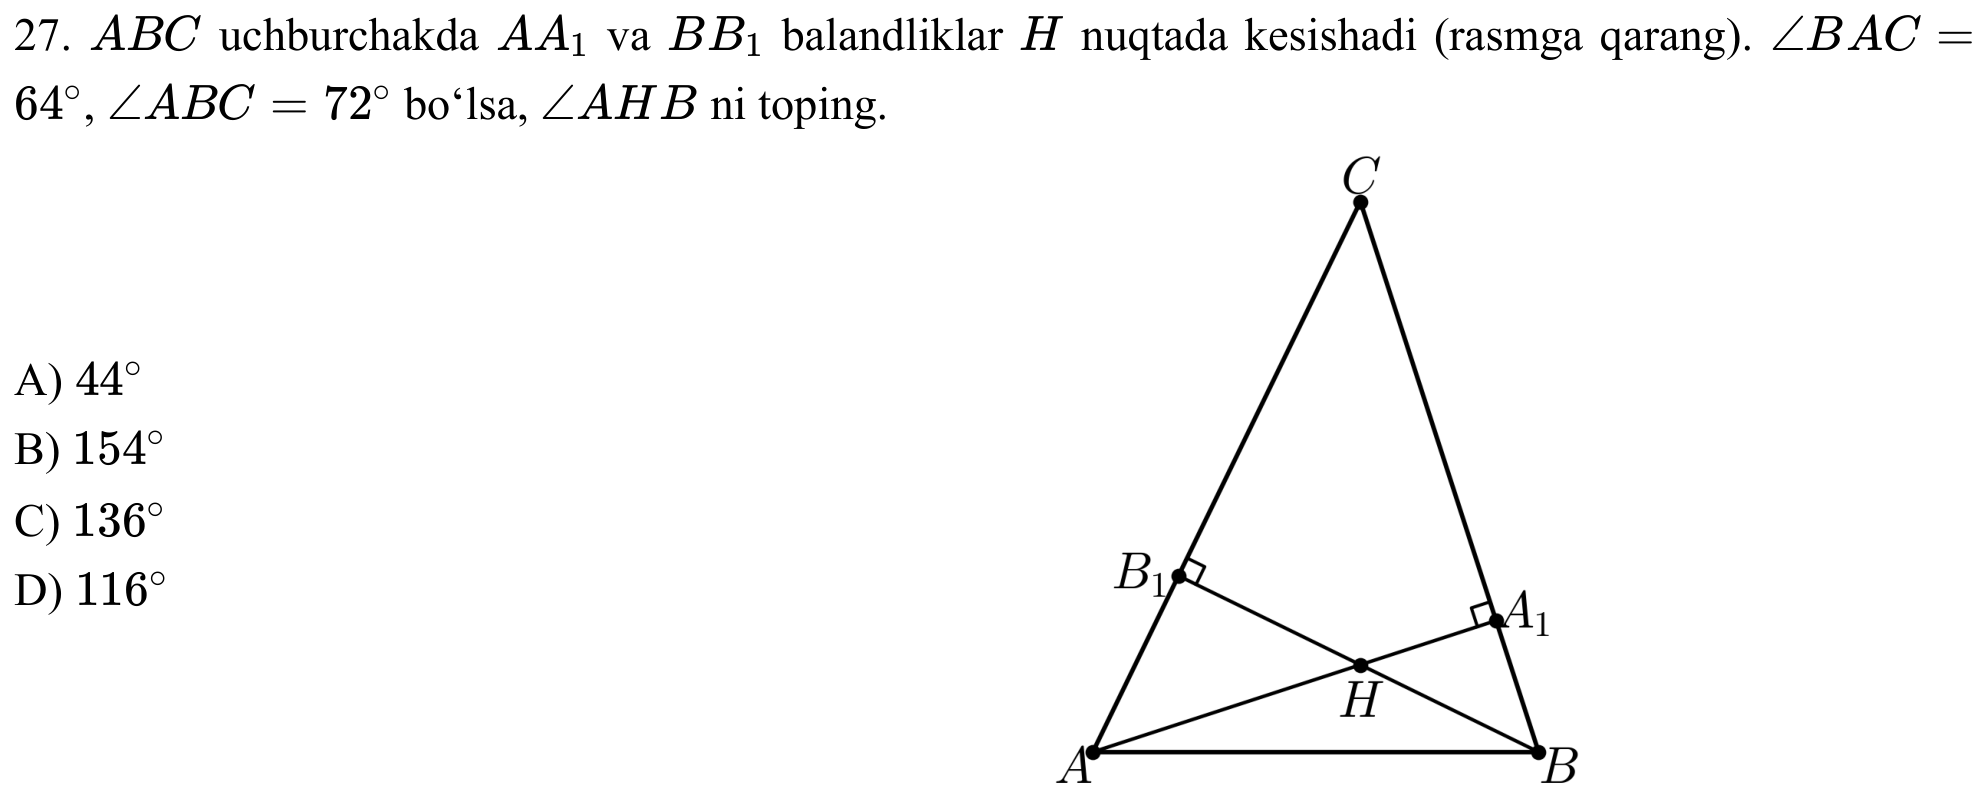 27. ABC uchburchakda AA₁ va BB₁ balandliklar H nuqtada kesishadi (rasmga qarang). ∠BAC =
64°, ∠ABC = 72° bo‘lsa, ∠AHB ni toping.
A) 44°
B) 154°
C) 136°
D) 116°
C
B₁
A₁
H
A
B